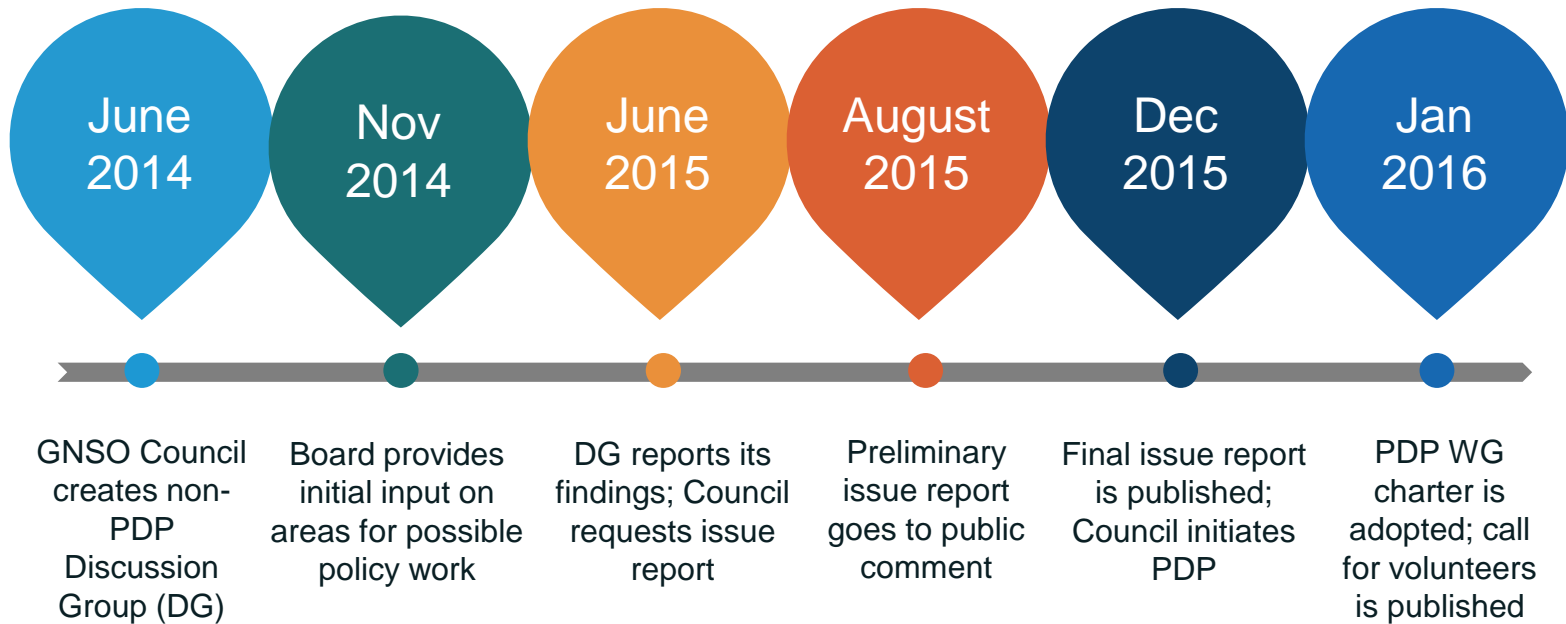 June
2014
Nov
2014
June
2015
August
2015
Dec
2015
Jan
2016
GNSO Council
creates non-
PDP
Discussion
Group (DG)
Board provides
initial input on
areas for possible
policy work
DG reports its
findings; Council
requests issue
report
Preliminary
issue report
goes to public
comment
Final issue report
is published;
Council initiates
PDP
PDP WG
charter is
adopted; call
for volunteers
is published